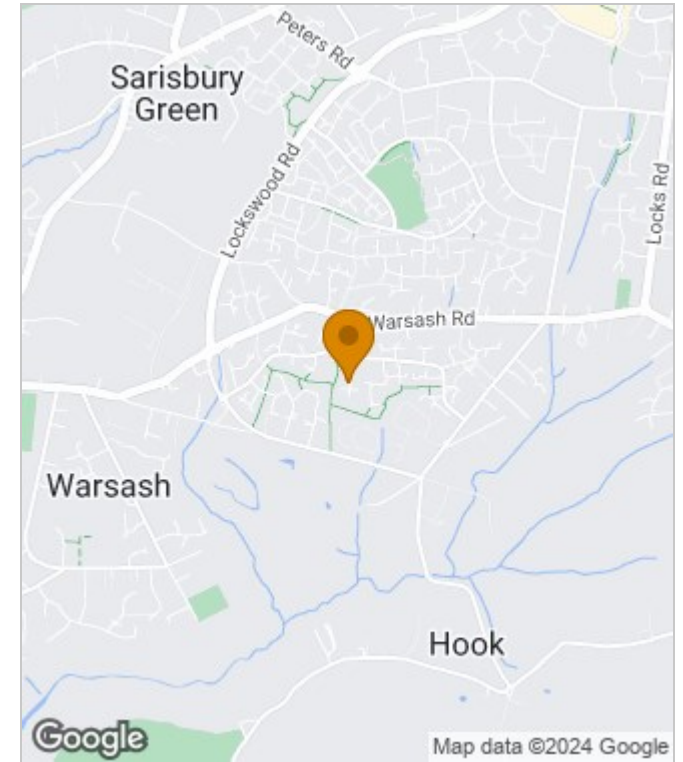 Peters Rd
Sarisbury
Green
Lockswood Rd
Locks Rd
Warsash Rd
Warsash
Hook
Google
Map data ©2024 Google